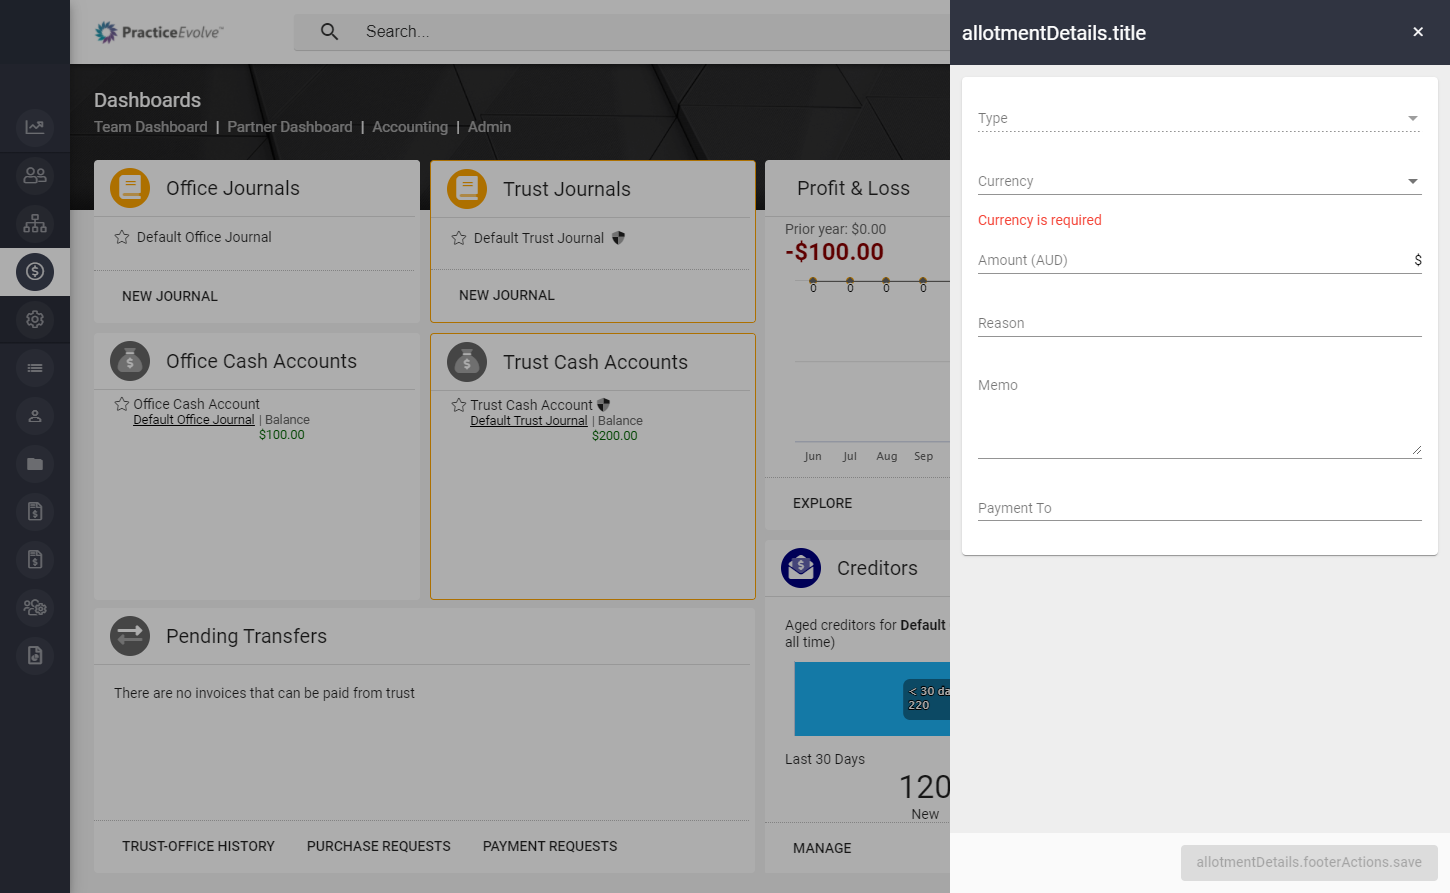 PracticeEvolve™
Search...
allotmentDetails.title
Dashboards
Team Dashboard | Partner Dashboard | Accounting | Admin
Office Journals
Default Office Journal
NEW JOURNAL
Trust Journals
Default Trust Journal
NEW JOURNAL
Profit & Loss
Prior year: $0.00
-$100.00
0 0 0 0
Jun Jul Aug Sep
EXPLORE
Office Cash Accounts
Office Cash Account
Default Office Journal | Balance
$100.00
Trust Cash Accounts
Trust Cash Account
Default Trust Journal | Balance
$200.00
Creditors
Aged creditors for Default
all time)
< 30 da
220
Last 30 Days
120
New
MANAGE
Pending Transfers
There are no invoices that can be paid from trust
TRUST-OFFICE HISTORY PURCHASE REQUESTS PAYMENT REQUESTS
Type
Currency
Currency is required
Amount (AUD) $
Reason
Memo
Payment To
allotmentDetails.footerActions.save